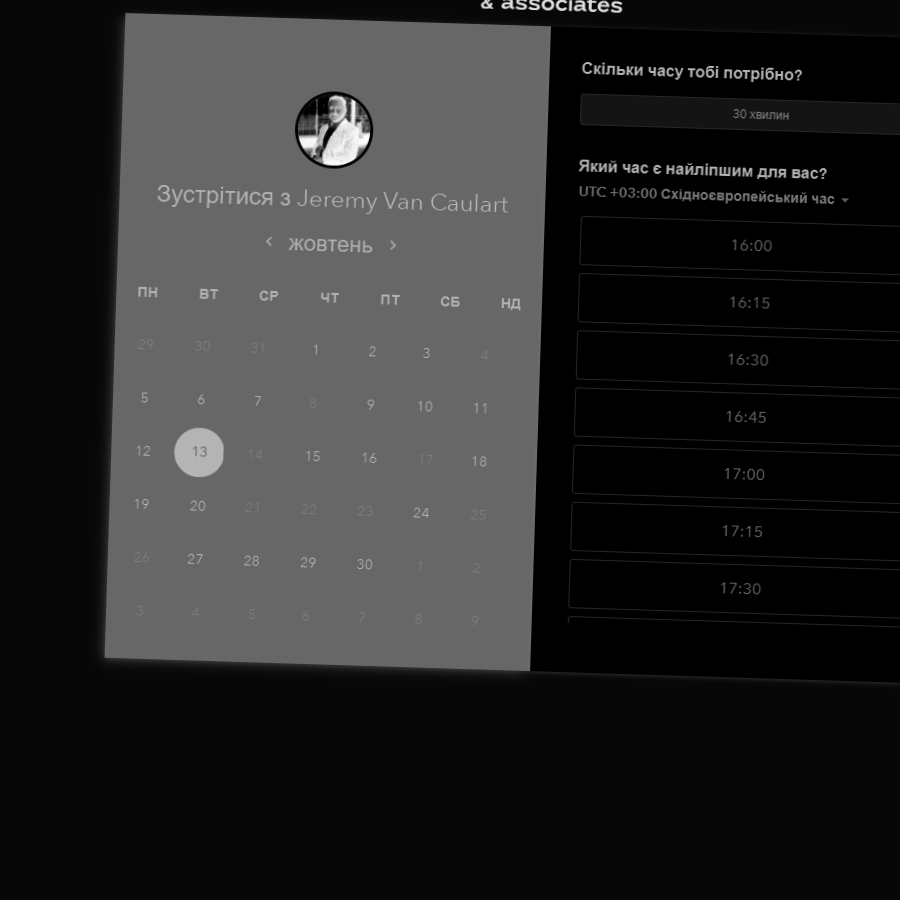 & associates
Зустрітися з Jeremy Van Caulart
жовтень
ПН ВТ СР ЧТ ПТ СБ НД
29 30 31 1 2 3 4
5 6 7 8 9 10 11
12 13 14 15 16 17 18
19 20 21 22 23 24 25
26 27 28 29 30 1 2
3 4 5 6 7 8 9
Скільки часу тобі потрібно?
30 хвилин
Який час є найліпшим для вас?
UTC +03:00 Східноєвропейський час
16:00
16:15
16:30
16:45
17:00
17:15
17:30